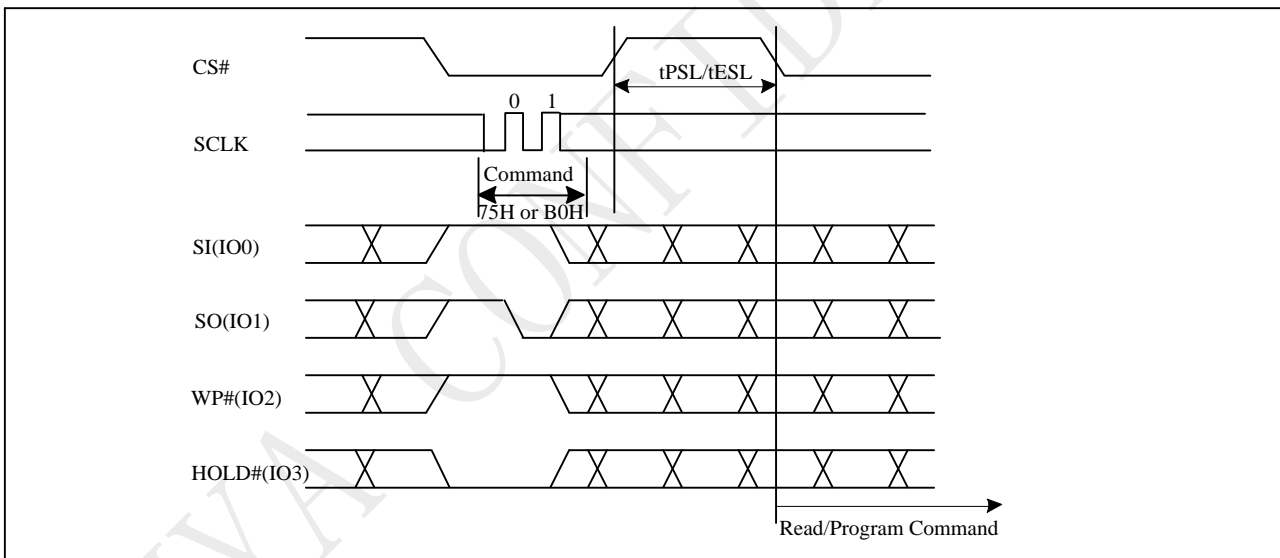 CS#
tPSL/tESL
0 1
SCLK
Command
75H or B0H
SI(IO0)
SO(IO1)
WP#(IO2)
HOLD#(IO3)
Read/Program Command